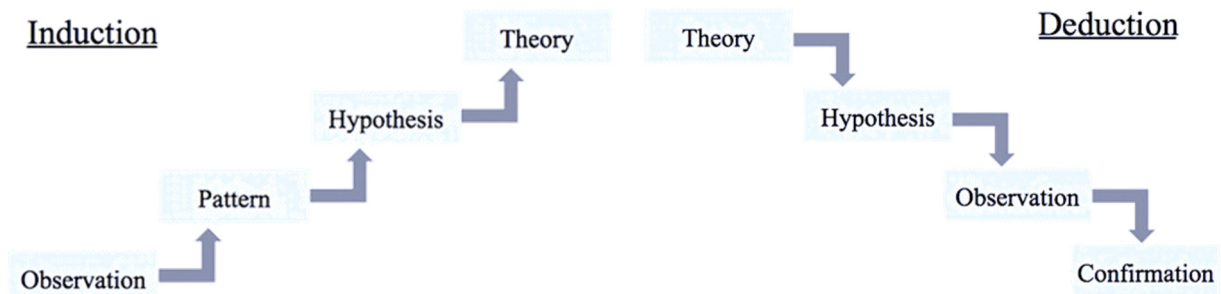 Induction
Theory
Hypothesis
Pattern
Observation
Deduction
Theory
Hypothesis
Observation
Confirmation